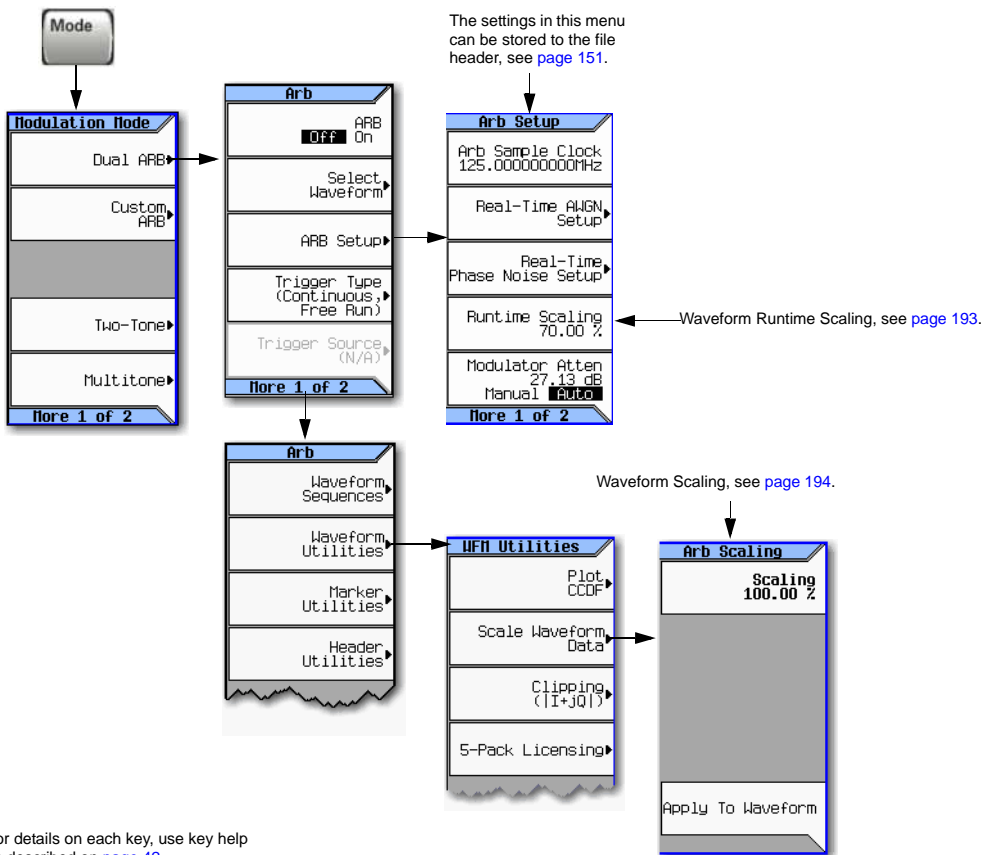 Mode
The settings in this menu
can be stored to the file
header, see page 151.
Modulation Mode
Dual ARB
Custom
ARB
Two-Tone
Multitone
More 1 of 2
Arb
ARB
Off On
Select
Waveform
ARB Setup
Trigger Type
(Continuous,
Free Run)
Trigger Source
(N/A)
More 1 of 2
Arb Setup
Arb Sample Clock
125.000000000MHz
Real-Time AWGN
Setup
Real-Time
Phase Noise Setup
Runtime Scaling
70.00 %
Modulator Atten
27.13 dB
Manual Auto
More 1 of 2
Waveform Runtime Scaling, see page 193.
Arb
Waveform
Sequences
Waveform
Utilities
Marker
Utilities
Header
Utilities
WFM Utilities
Plot
CCDF
Scale Waveform
Data
Clipping
(|I+jQ|)
5-Pack Licensing
Waveform Scaling, see page 194.
Arb Scaling
Scaling
100.00 %
Apply To Waveform
or details on each key, use key help
described on page